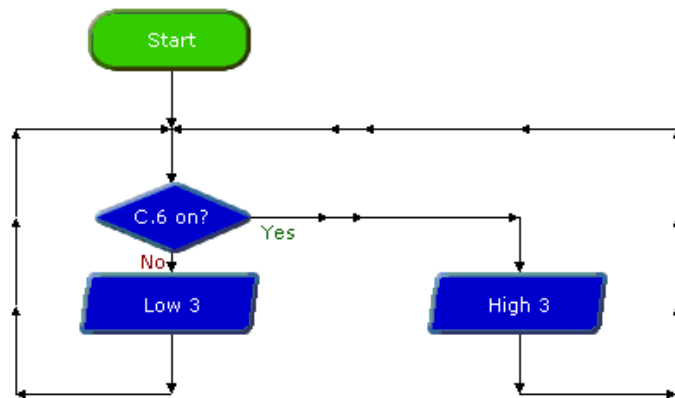 Start
C.6 on?
Yes
No
Low 3
High 3